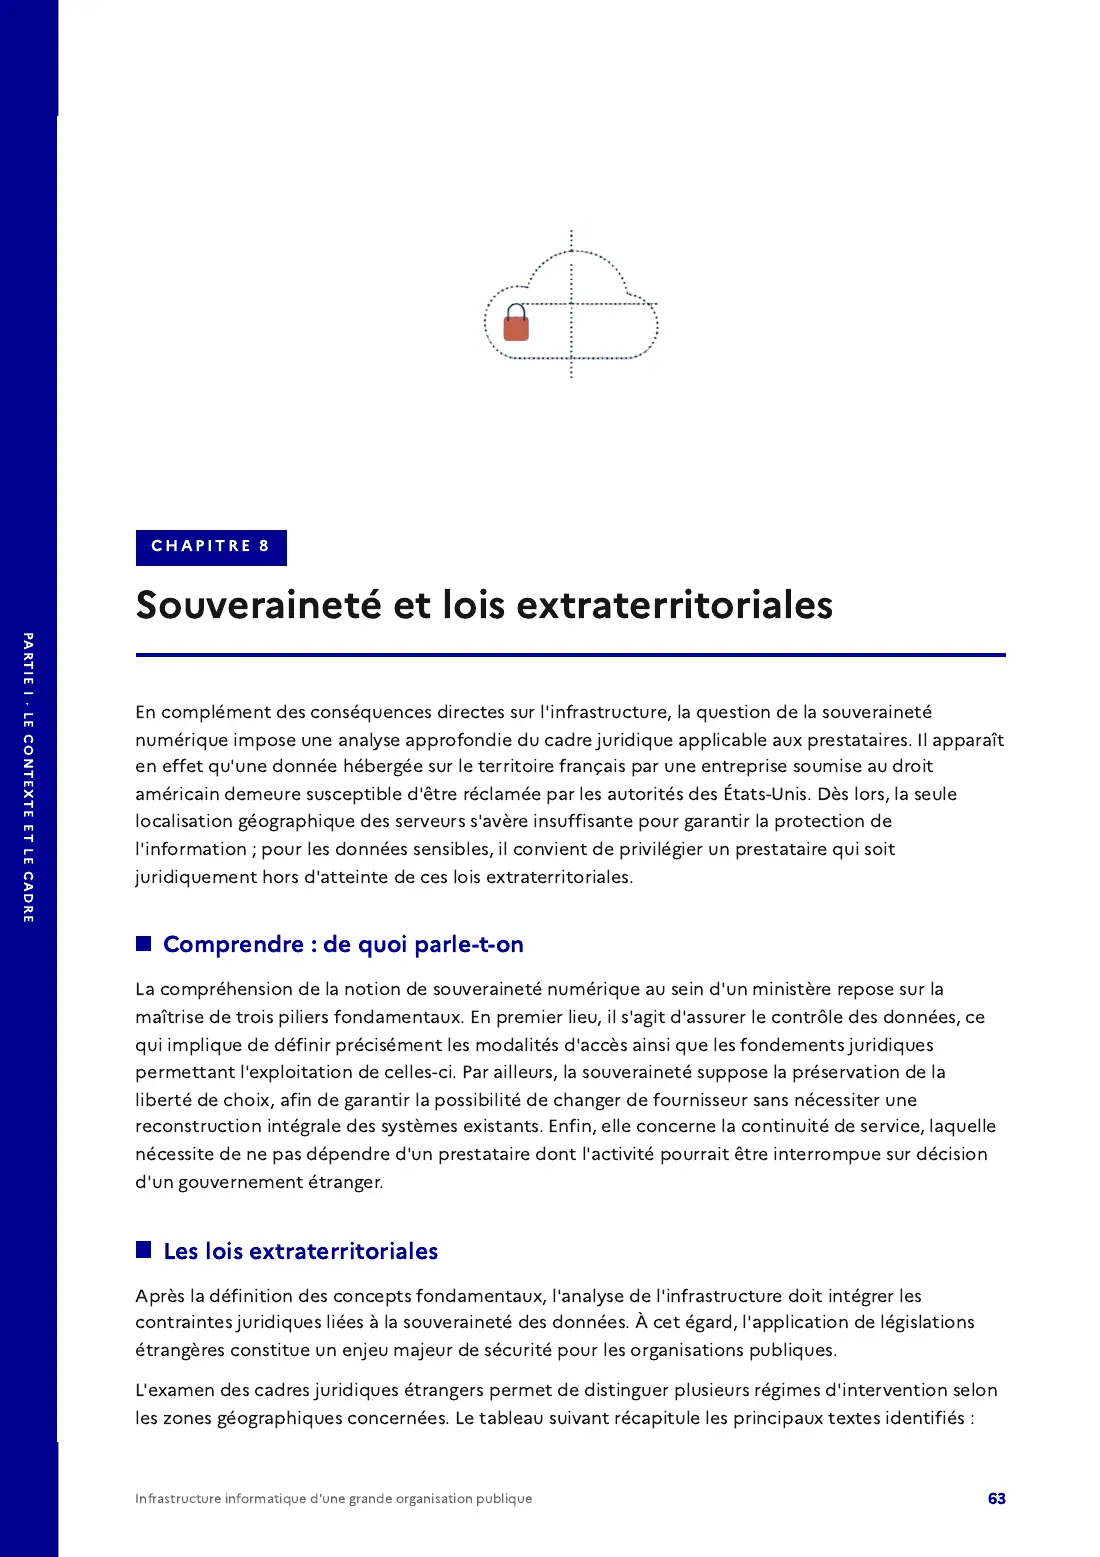 CHAPITRE 8
Souveraineté et lois extraterritoriales
En complément des conséquences directes sur l'infrastructure, la question de la souveraineté
numérique impose une analyse approfondie du cadre juridique applicable aux prestataires. Il apparaît
en effet qu'une donnée hébergée sur le territoire français par une entreprise soumise au droit
américain demeure susceptible d'être réclamée par les autorités des États-Unis. Dès lors, la seule
localisation géographique des serveurs s'avère insuffisante pour garantir la protection de
l'information ; pour les données sensibles, il convient de privilégier un prestataire qui soit
juridiquement hors d'atteinte de ces lois extraterritoriales.
Comprendre : de quoi parle-t-on
La compréhension de la notion de souveraineté numérique au sein d'un ministère repose sur la
maîtrise de trois piliers fondamentaux. En premier lieu, il s'agit d'assurer le contrôle des données, ce
qui implique de définir précisément les modalités d'accès ainsi que les fondements juridiques
permettant l'exploitation de celles-ci. Par ailleurs, la souveraineté suppose la préservation de la
liberté de choix, afin de garantir la possibilité de changer de fournisseur sans nécessiter une
reconstruction intégrale des systèmes existants. Enfin, elle concerne la continuité de service, laquelle
nécessite de ne pas dépendre d'un prestataire dont l'activité pourrait être interrompue sur décision
d'un gouvernement étranger.
Les lois extraterritoriales
Après la définition des concepts fondamentaux, l'analyse de l'infrastructure doit intégrer les
contraintes juridiques liées à la souveraineté des données. À cet égard, l'application de législations
étrangères constitue un enjeu majeur de sécurité pour les organisations publiques.
L'examen des cadres juridiques étrangers permet de distinguer plusieurs régimes d'intervention selon
les zones géographiques concernées. Le tableau suivant récapitule les principaux textes identifiés :
PARTIE I · LE CONTEXTE ET LE CADRE
Infrastructure informatique d'une grande organisation publique
63